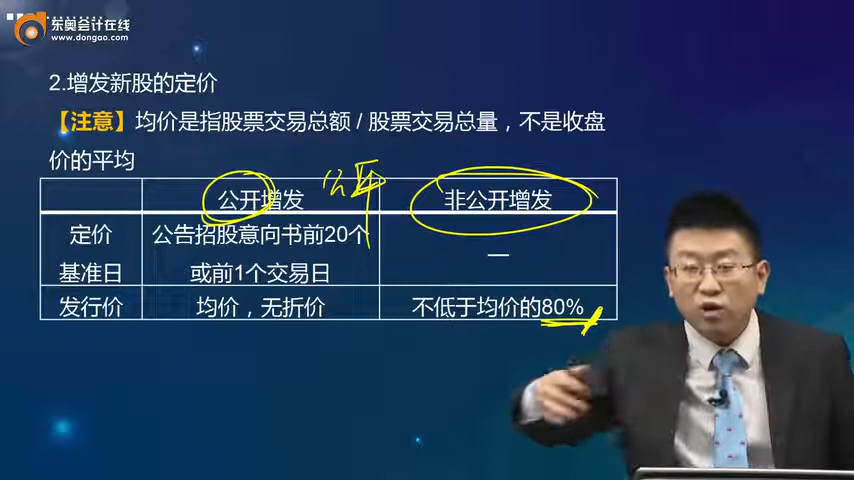 东奥会计在线
www.dongao.com
2.增发新股的定价
【注意】均价是指股票交易总额 / 股票交易总量，不是收盘
价的平均
公开增发 公开 非公开增发
定价 公告招股意向书前20个 —
基准日 或前1个交易日
发行价 均价，无折价 不低于均价的80%